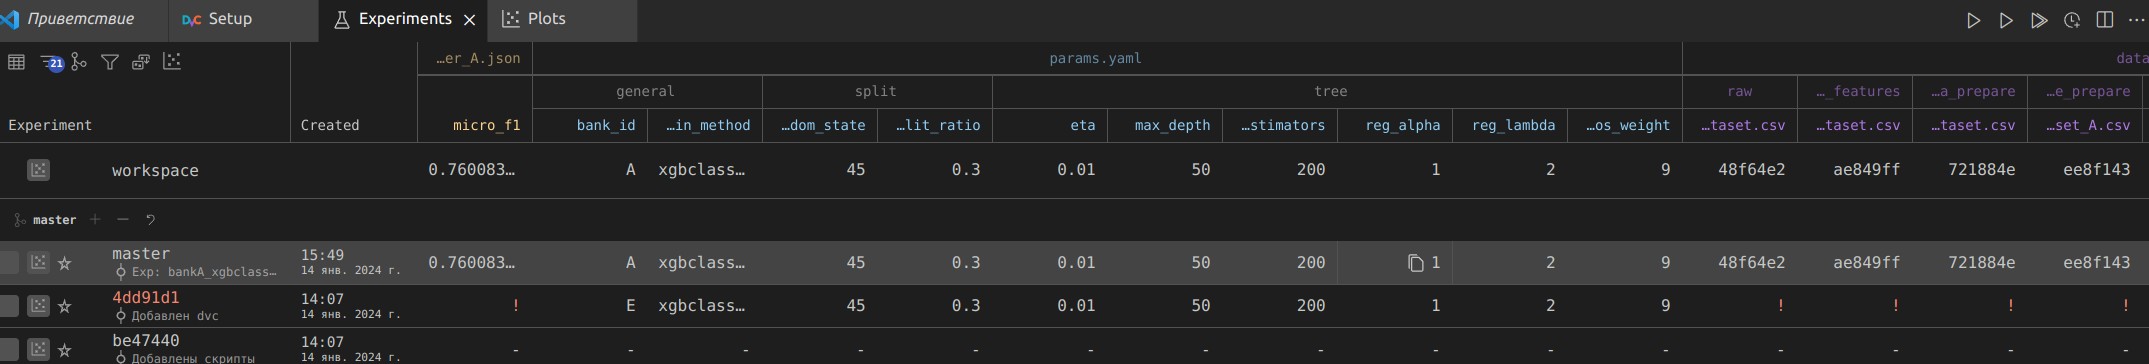 Приветствие DVC Setup Experiments Plots
21 …er_A.json params.yaml data
general split tree raw …_features …a_prepare …e_prepare
Experiment Created micro_f1 bank_id …in_method …dom_state …lit_ratio eta max_depth …stimators reg_alpha reg_lambda …os_weight …taset.csv …taset.csv …taset.csv …set_A.csv
workspace 0.760083… A xgbclass… 45 0.3 0.01 50 200 1 2 9 48f64e2 ae849ff 721884e ee8f143
master
master 15:49 0.760083… A xgbclass… 45 0.3 0.01 50 200 1 2 9 48f64e2 ae849ff 721884e ee8f143
Exp: bankA_xgbclass… 14 янв. 2024 г.
4dd91d1 14:07 ! E xgbclass… 45 0.3 0.01 50 200 1 2 9 ! ! ! !
Добавлен dvc 14 янв. 2024 г.
be47440 14:07 - - - - - - - - - - - - - - -
Добавлены скрипты 14 янв. 2024 г.